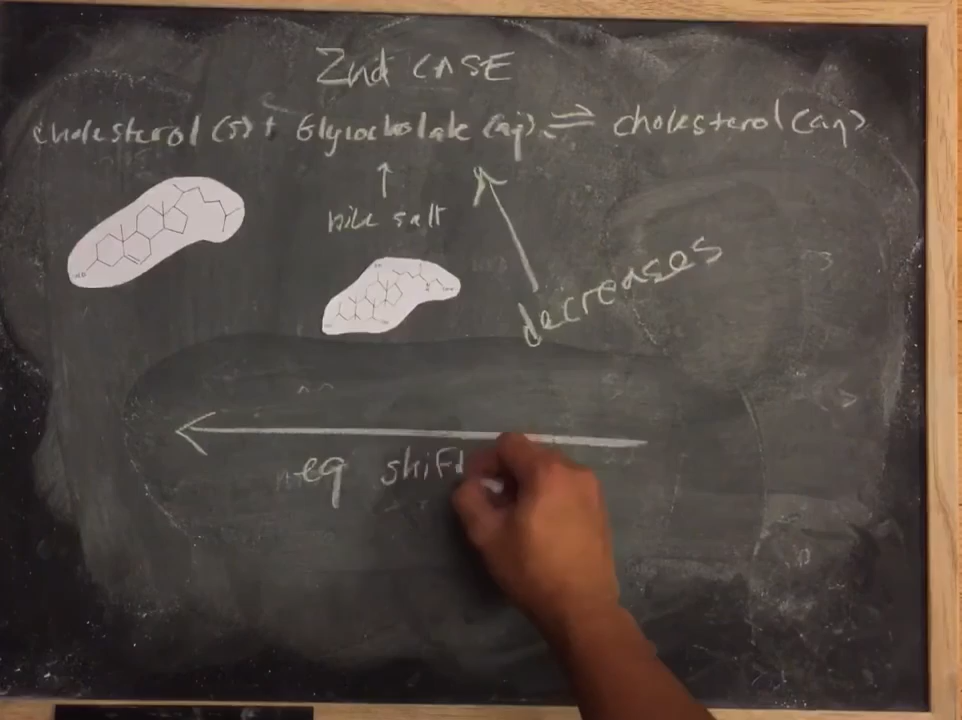 2nd CASE
cholesterol (s) + Glycocholate (aq) ⇌ cholesterol (aq)
↑
bile salt
decreases
eq shift